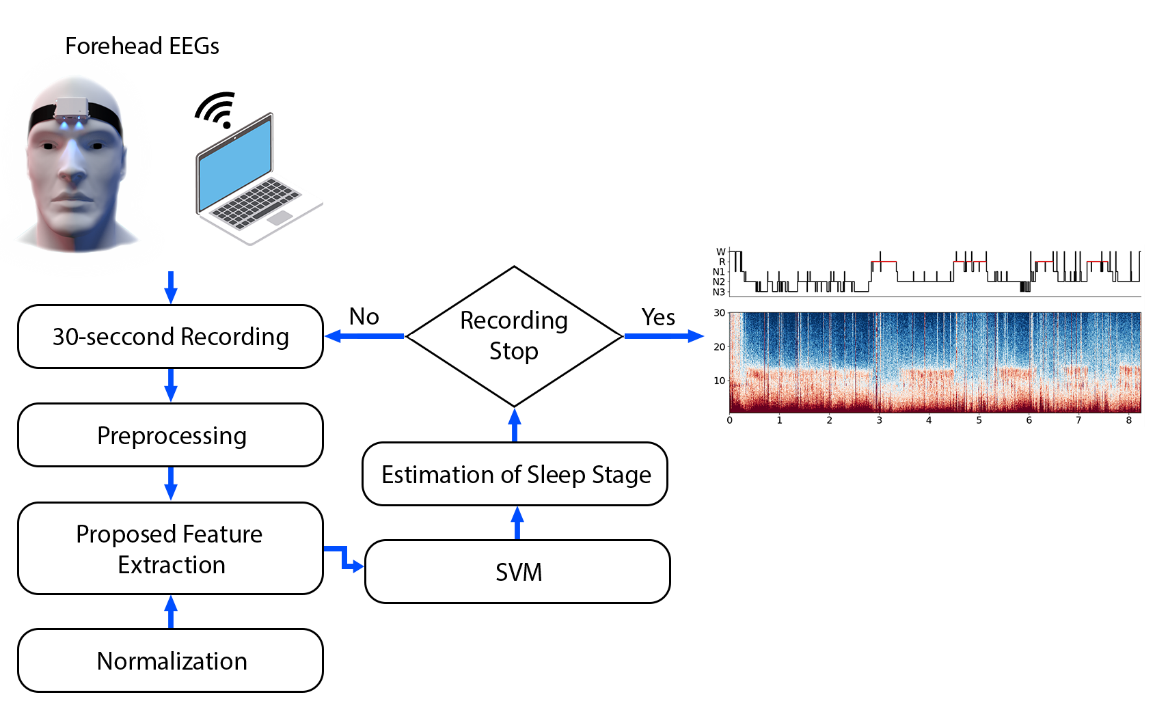 Forehead EEGs
30-seccond Recording
Preprocessing
Proposed Feature
Extraction
Normalization
SVM
Estimation of Sleep Stage
Recording
Stop
No
Yes
W
R
N1
N2
N3
30
20
10
0 1 2 3 4 5 6 7 8